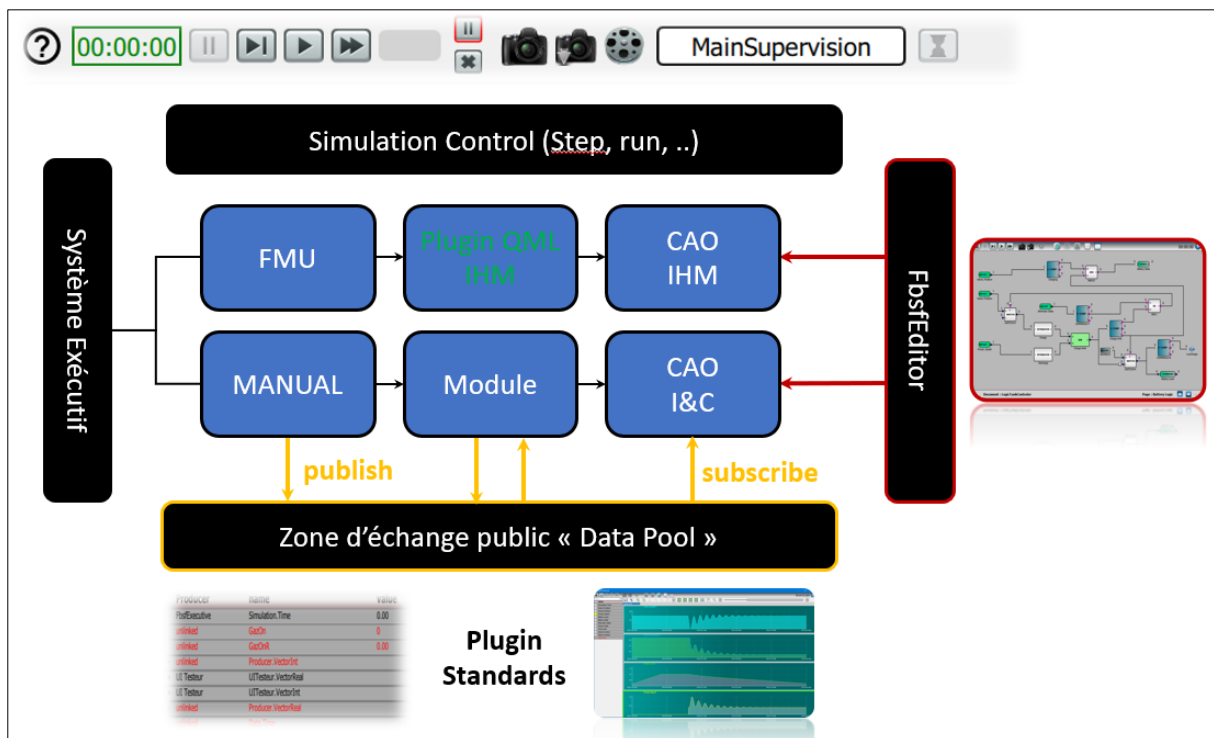 ?
00:00:00
MainSupervision
Simulation Control (Step, run, ..)
Système Exécutif
FMU
Plugin QML
IHM
CAO
IHM
MANUAL
Module
CAO
I&C
FbsfEditor
publish
subscribe
Zone d’échange public « Data Pool »
Producer name value
FbsfExecutive Simulation.Time 0.00
unlinked GazOn 0
unlinked GazOnR 0.00
unlinked Producer.VectorInt
UI Testeur UITesteur.VectorReal
UI Testeur UITesteur.VectorInt
unlinked Producer.VectorReal
Plugin
Standards